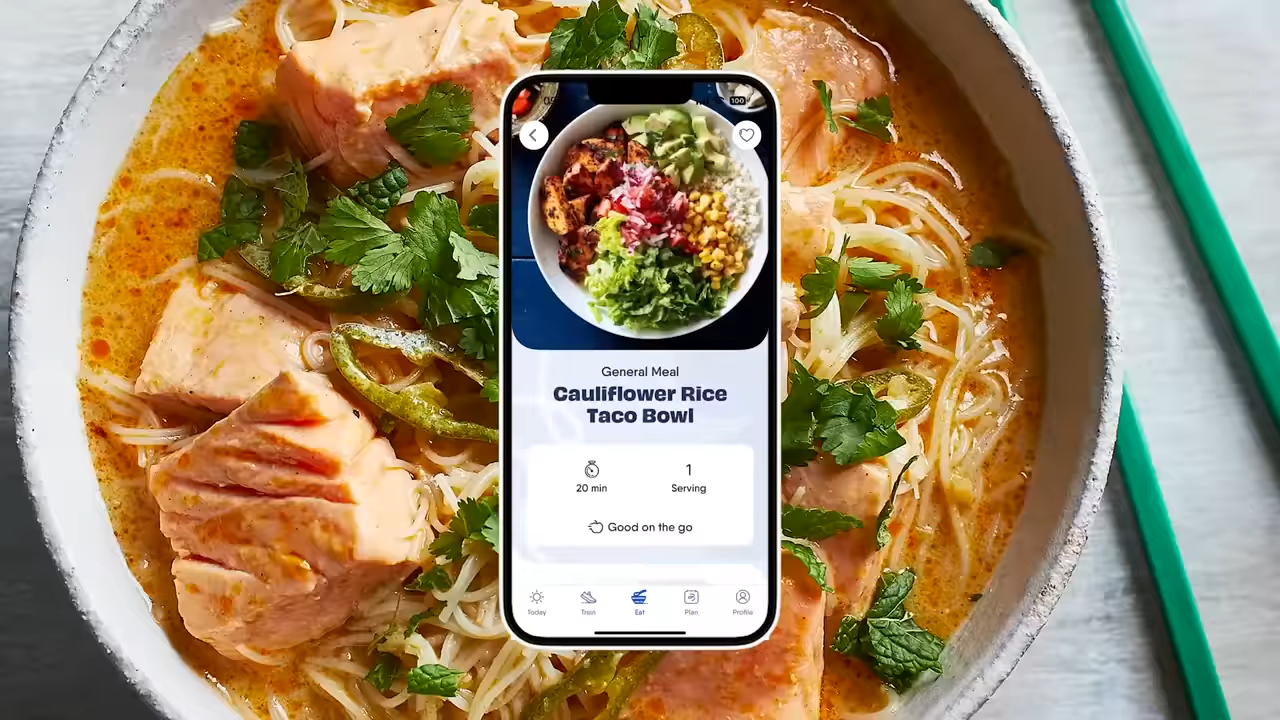 100
General Meal
Cauliflower Rice
Taco Bowl
20 min
1
Serving
Good on the go
Today
Train
Eat
Plan
Profile